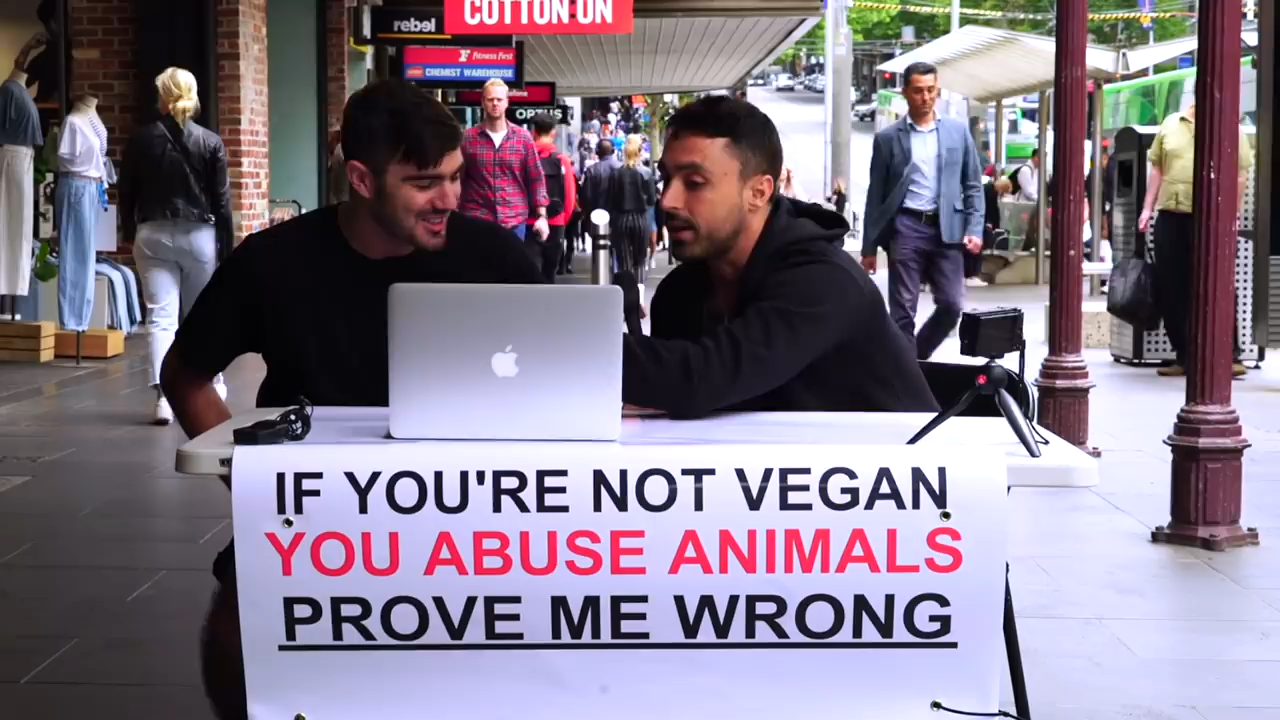 COTTON:ON
rebel
Fitness First
CHEMIST WAREHOUSE
OPTUS
IF YOU'RE NOT VEGAN
YOU ABUSE ANIMALS
PROVE ME WRONG